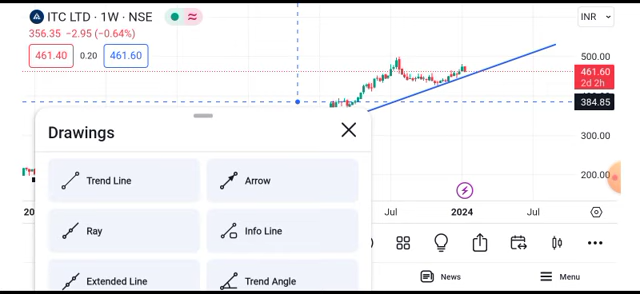 ITC LTD · 1W · NSE
INR
356.35 −2.95 (−0.64%)
461.40 0.20 461.60
500.00
461.60
2d 2h
384.85
300.00
200.00
Drawings
Trend Line
Arrow
Ray
Info Line
Extended Line
Trend Angle
Jul
2024
Jul
News
Menu